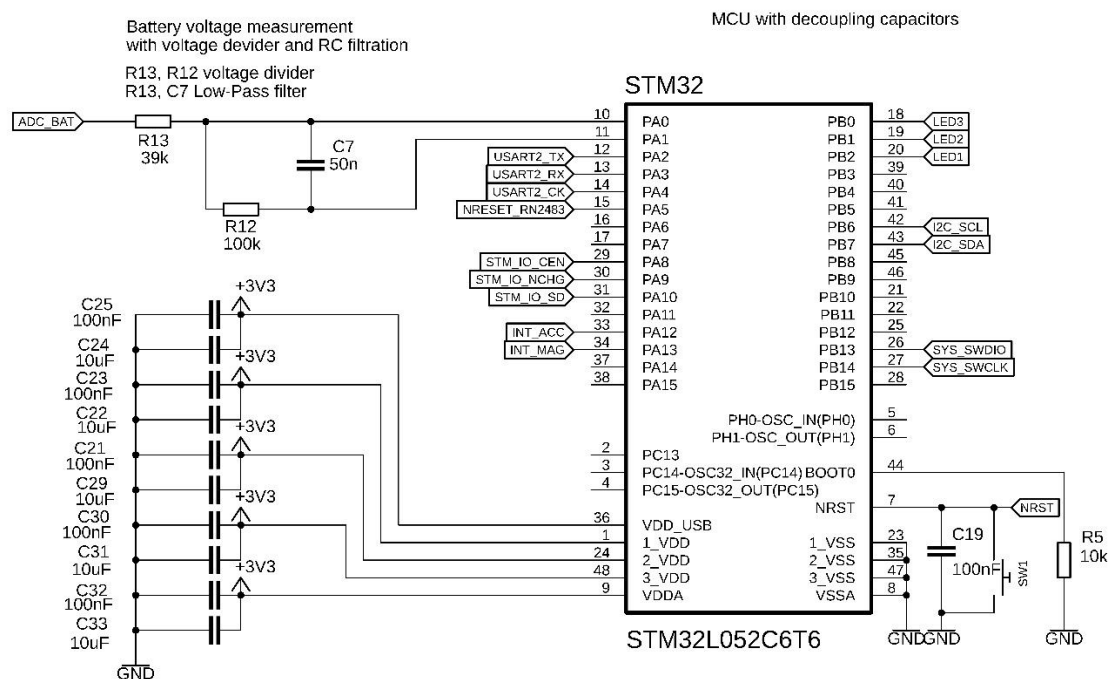 Battery voltage measurement
with voltage devider and RC filtration
R13, R12 voltage divider
R13, C7 Low-Pass filter
MCU with decoupling capacitors
STM32
ADC_BAT
R13
39k
C7
50n
R12
100k
10 PA0
11 PA1
USART2_TX 12 PA2
USART2_RX 13 PA3
USART2_CK 14 PA4
NRESET_RN2483 15 PA5
16 PA6
17 PA7
STM_IO_CEN 29 PA8
STM_IO_NCHG 30 PA9
STM_IO_SD 31 PA10
32 PA11
INT_ACC 33 PA12
INT_MAG 34 PA13
37 PA14
38 PA15
2 PC13
3 PC14-OSC32_IN(PC14)
4 PC15-OSC32_OUT(PC15)
36 VDD_USB
1 1_VDD
24 2_VDD
48 3_VDD
9 VDDA
PB0 18 LED3
PB1 19 LED2
PB2 20 LED1
PB3 39
PB4 40
PB5 41
PB6 42 I2C_SCL
PB7 43 I2C_SDA
PB8 45
PB9 46
PB10 21
PB11 22
PB12 25
PB13 26 SYS_SWDIO
PB14 27 SYS_SWCLK
PB15 28
PH0-OSC_IN(PH0) 5
PH1-OSC_OUT(PH1) 6
BOOT0 44
NRST 7 NRST
1_VSS 23
2_VSS 35
3_VSS 47
VSSA 8
STM32L052C6T6
C19
100nF
SW1
R5
10k
GND
GND
GND
+3V3
C25
100nF
C24
10uF
+3V3
C23
100nF
C22
10uF
+3V3
C21
100nF
C29
10uF
+3V3
C30
100nF
C31
10uF
+3V3
C32
100nF
C33
10uF
GND